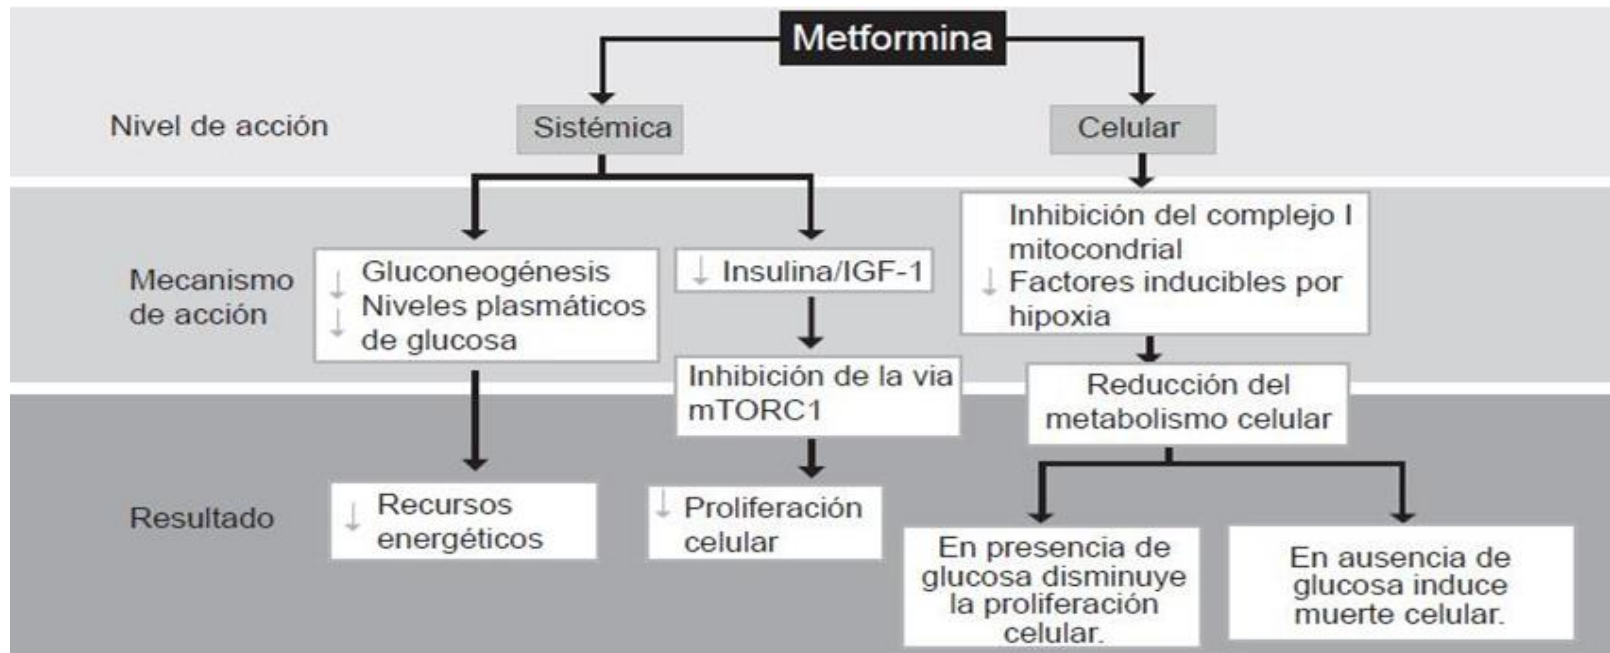 Metformina
Nivel de acción
Sistémica
Celular
Mecanismo
de acción
↓ Gluconeogénesis
↓ Niveles plasmáticos
de glucosa
↓ Insulina/IGF-1
Inhibición del complejo I
mitocondrial
↓ Factores inducibles por
hipoxia
Inhibición de la via
mTORC1
Reducción del
metabolismo celular
Resultado
↓ Recursos
energéticos
↓ Proliferación
celular
En presencia de
glucosa disminuye
la proliferación
celular.
En ausencia de
glucosa induce
muerte celular.